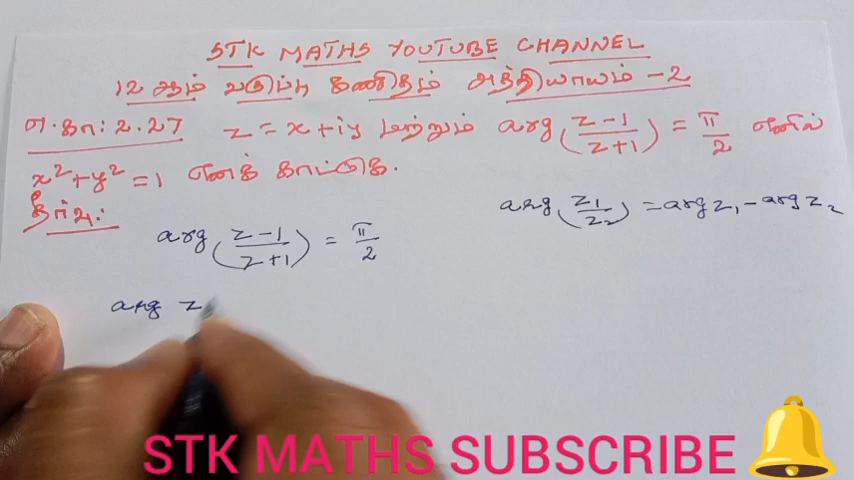 STK MATHS YOUTUBE CHANNEL
12 ஆம் வகுப்பு கணிதம் அத்தியாயம் -2
எ.கா: 2.27 z = x+iy மற்றும் arg(z-1/z+1) = π/2 எனில்
x²+y²=1 எனக் காட்டுக.
தீர்வு:
arg(z₁/z₂) = arg z₁ - arg z₂
arg(z-1/z+1) = π/2
arg z
STK MATHS SUBSCRIBE